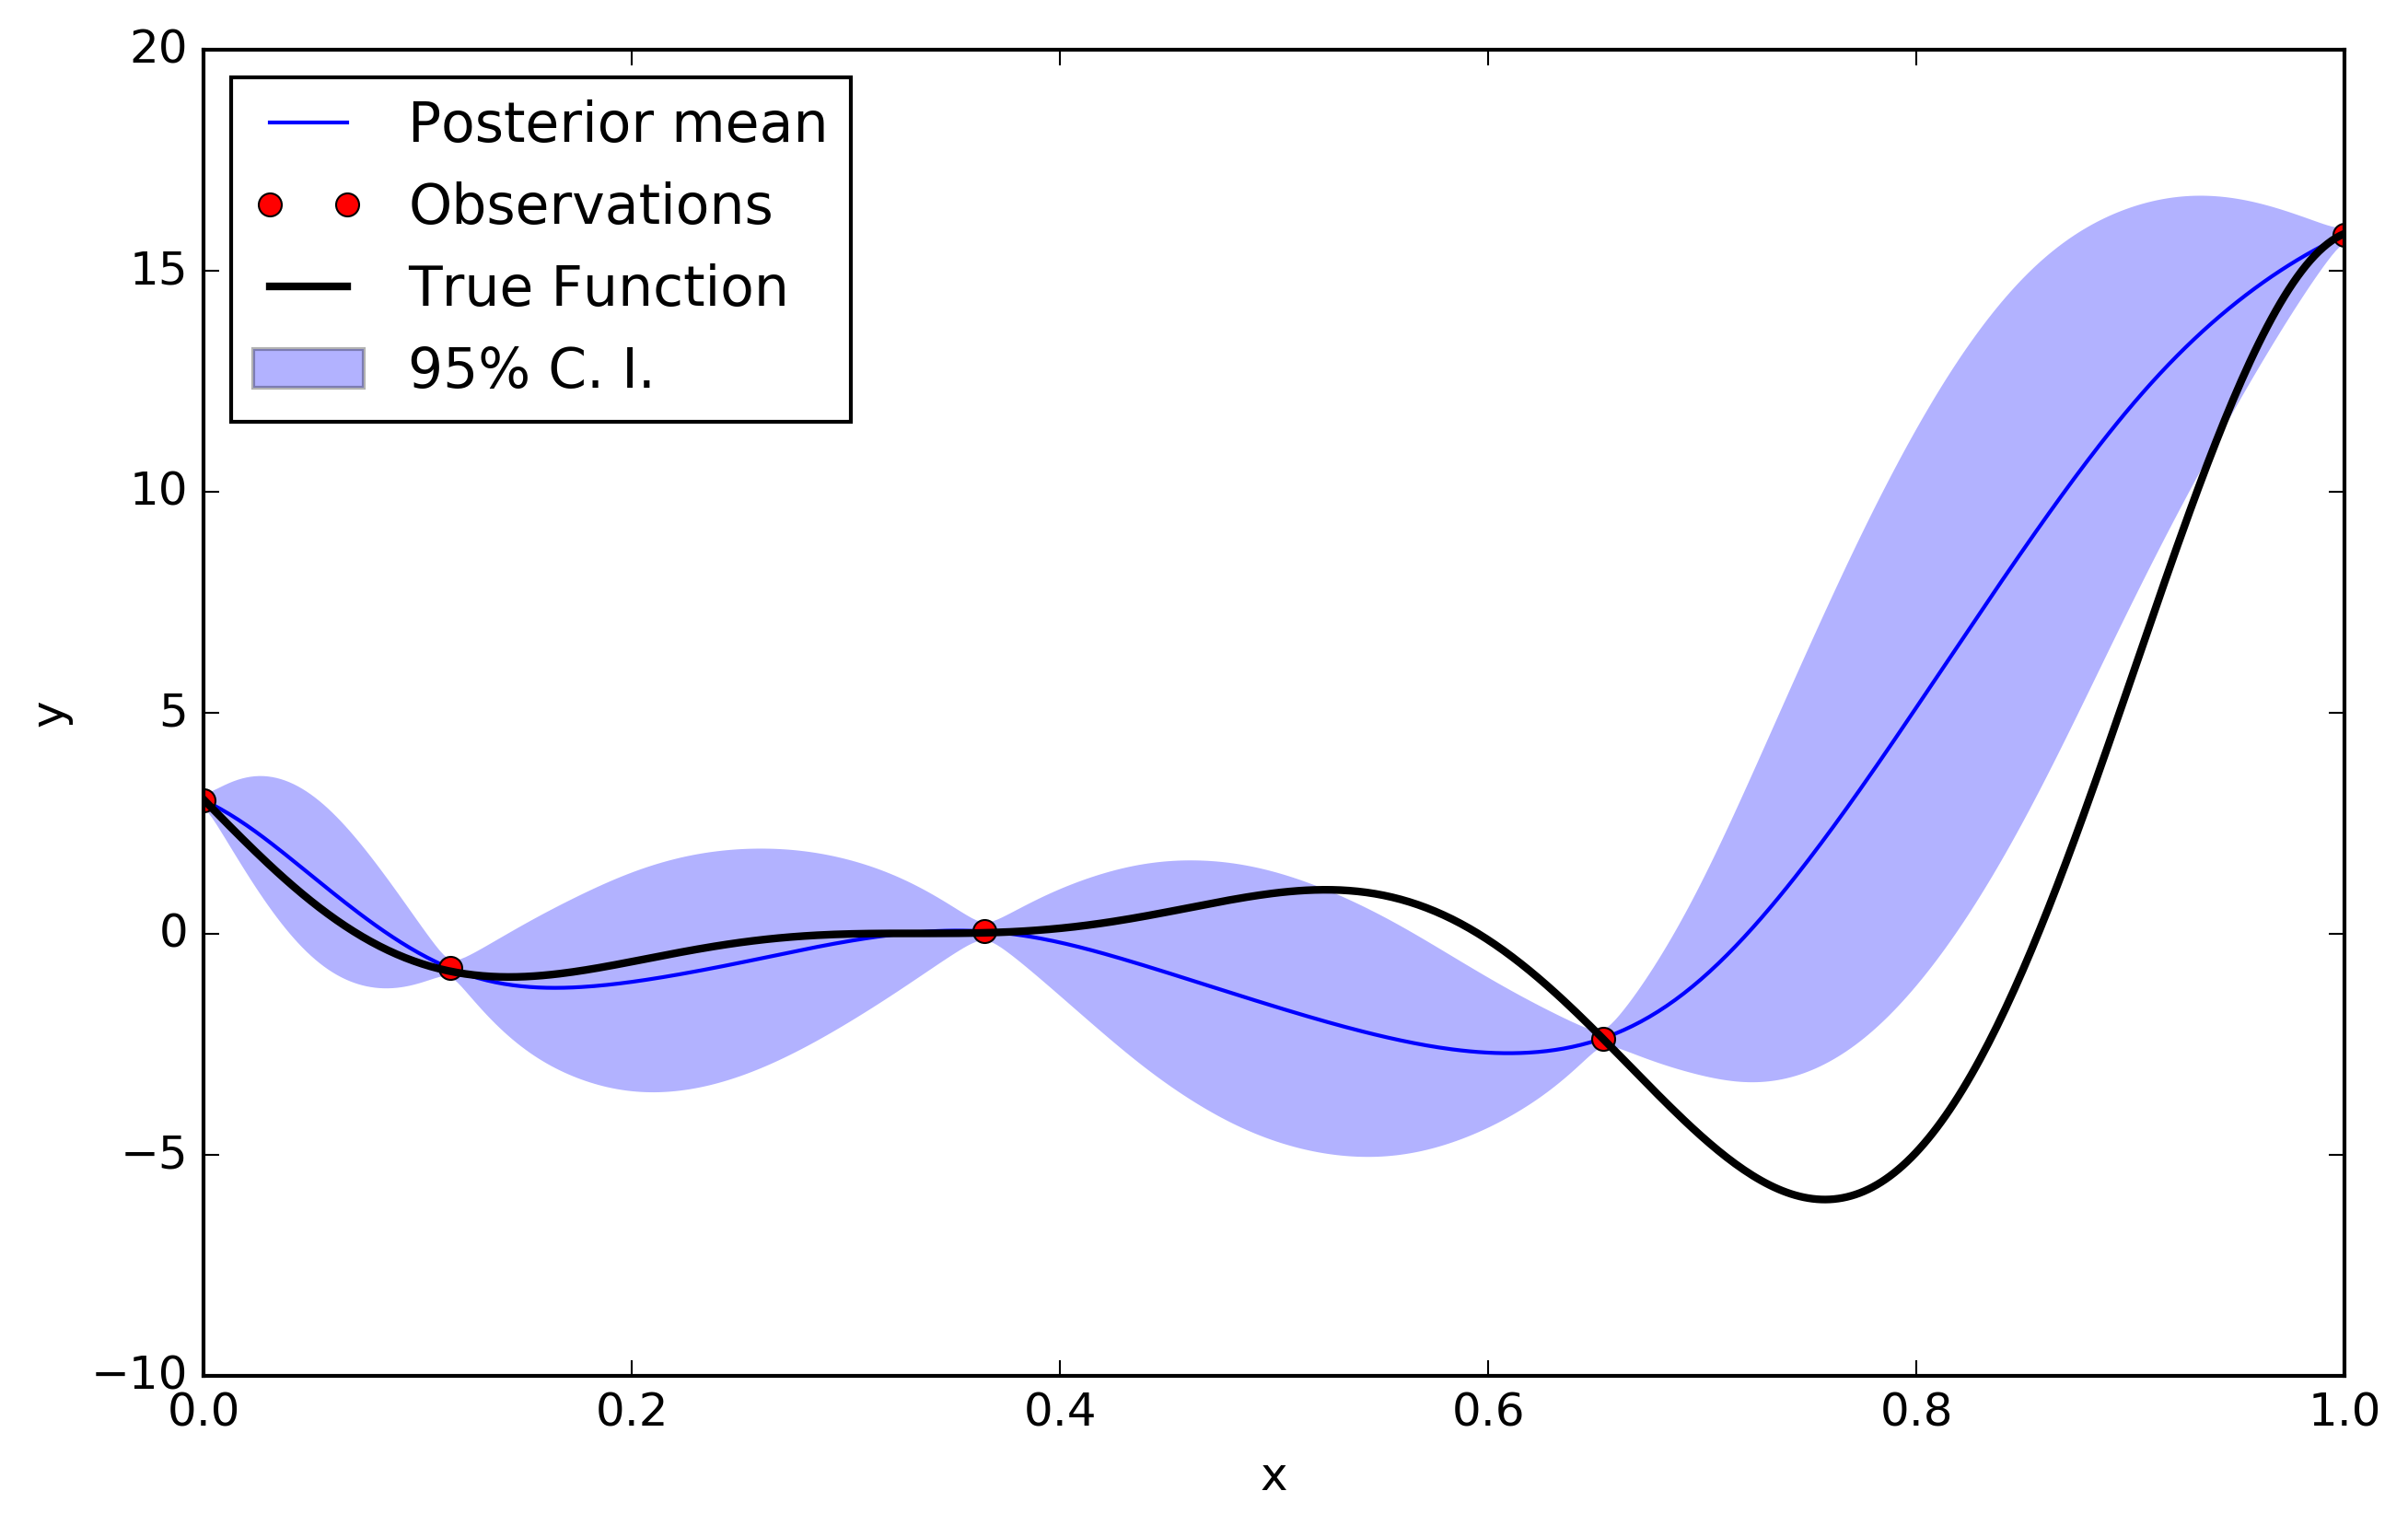 20
15
10
5
0
−5
−10
y
Posterior mean
Observations
True Function
95% C. I.
0.0 0.2 0.4 0.6 0.8 1.0
x